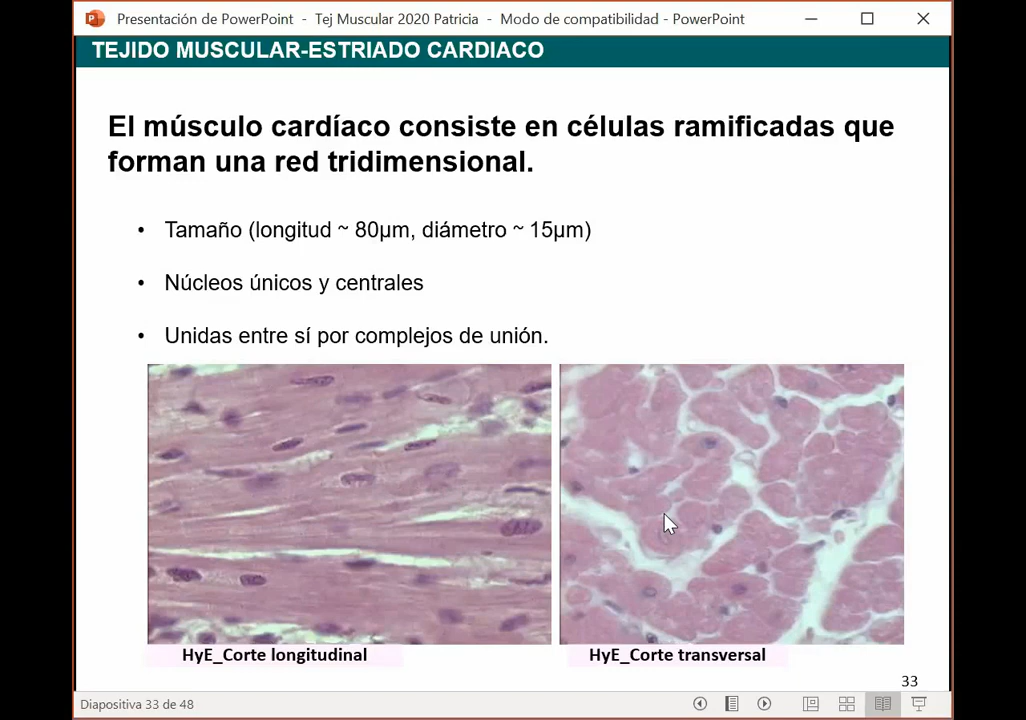 Presentación de PowerPoint - Tej Muscular 2020 Patricia - Modo de compatibilidad - PowerPoint
TEJIDO MUSCULAR-ESTRIADO CARDIACO
El músculo cardíaco consiste en células ramificadas que
forman una red tridimensional.
• Tamaño (longitud ~ 80µm, diámetro ~ 15µm)
• Núcleos únicos y centrales
• Unidas entre sí por complejos de unión.
HyE_Corte longitudinal
HyE_Corte transversal
33
Diapositiva 33 de 48